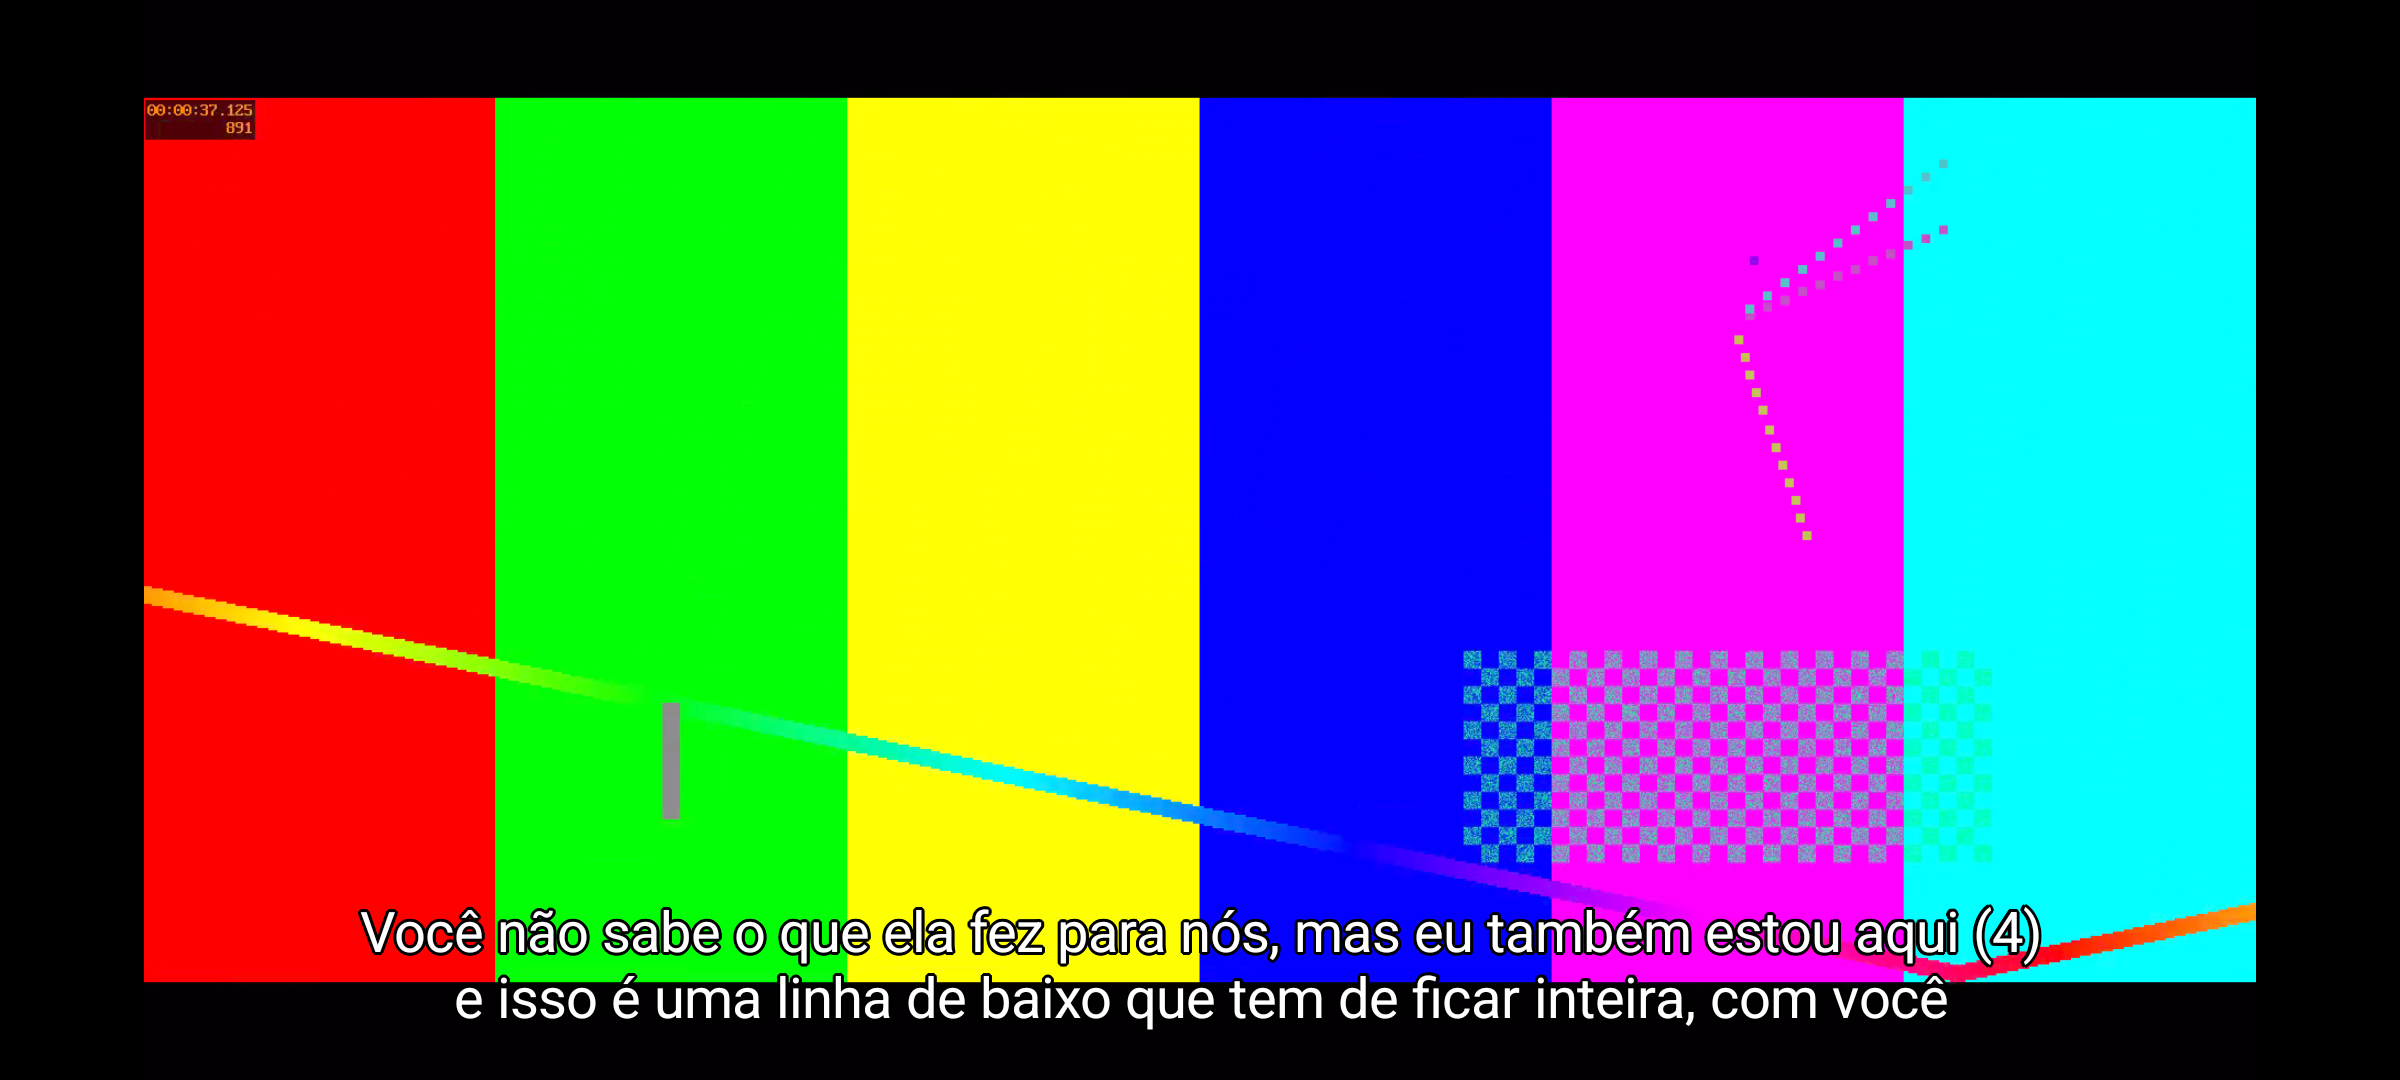 00:00:37.125
891
Você não sabe o que ela fez para nós, mas eu também estou aqui (4)
e isso é uma linha de baixo que tem de ficar inteira, com você